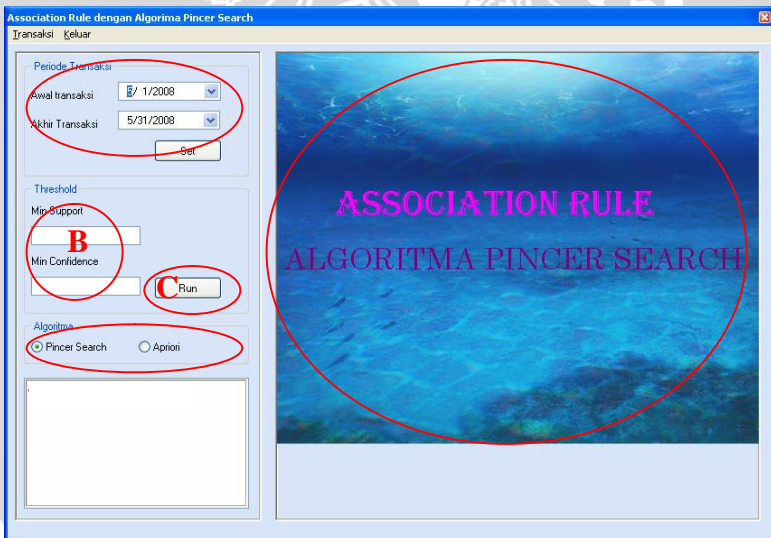 Association Rule dengan Algorima Pincer Search
Transaksi Keluar
Periode Transaksi
Awal transaksi 5/ 1/2008
Akhir Transaksi 5/31/2008
Set
Threshold
Min Support
B
Min Confidence
C Run
Algoritma
Pincer Search Apriori
ASSOCIATION RULE
ALGORITMA PINCER SEARCH